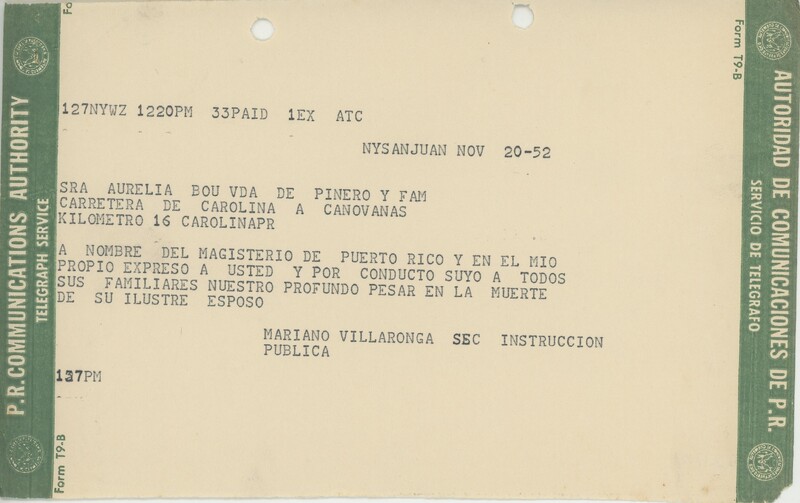 P.R. COMMUNICATIONS AUTHORITY
TELEGRAPH SERVICE
Form T9-B
Fo
127NYWZ 1220PM 33PAID 1EX ATC
NYSANJUAN NOV 20-52
SRA AURELIA BOU VDA DE PINERO Y FAM
CARRETERA DE CAROLINA A CANOVANAS
KILOMETRO 16 CAROLINAPR
A NOMBRE DEL MAGISTERIO DE PUERTO RICO Y EN EL MIO
PROPIO EXPRESO A USTED Y POR CONDUCTO SUYO A TODOS
SUS FAMILIARES NUESTRO PROFUNDO PESAR EN LA MUERTE
DE SU ILUSTRE ESPOSO
MARIANO VILLARONGA SEC INSTRUCCION
PUBLICA
Form T9-B
AUTORIDAD DE COMUNICACIONES DE P.R.
SERVICIO DE TELEGRAFO